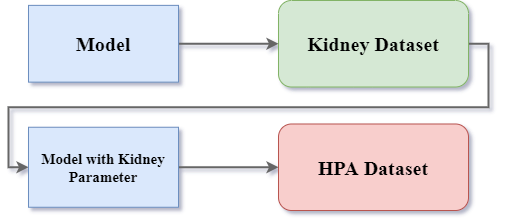 Model
Kidney Dataset
Model with Kidney
Parameter
HPA Dataset